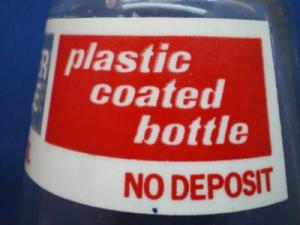 plastic
coated
bottle
NO DEPOSIT